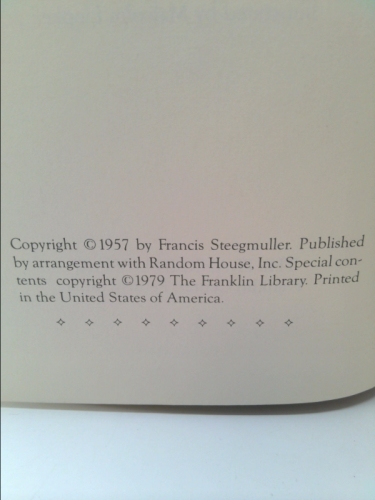 Copyright ©1957 by Francis Steegmuller. Published
by arrangement with Random House, Inc. Special con-
tents copyright ©1979 The Franklin Library. Printed
in the United States of America.